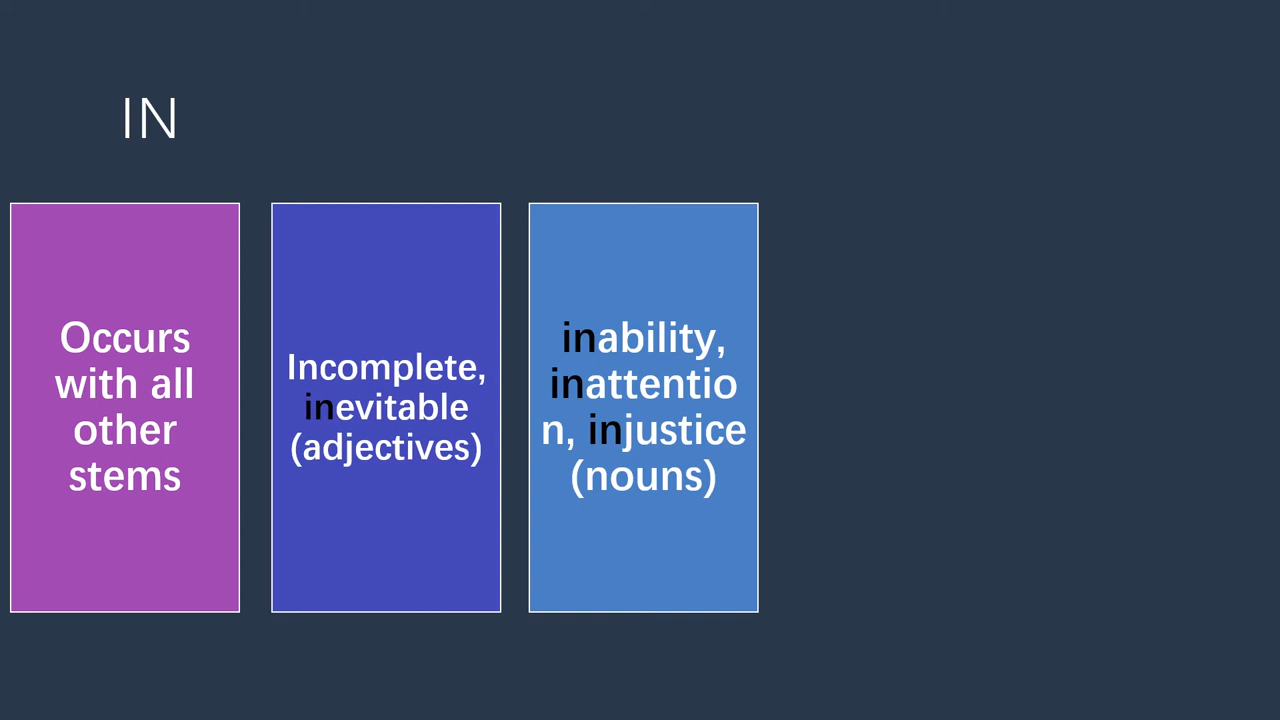 IN
Occurs
with all
other
stems
Incomplete,
inevitable
(adjectives)
inability,
inattentio
n, injustice
(nouns)